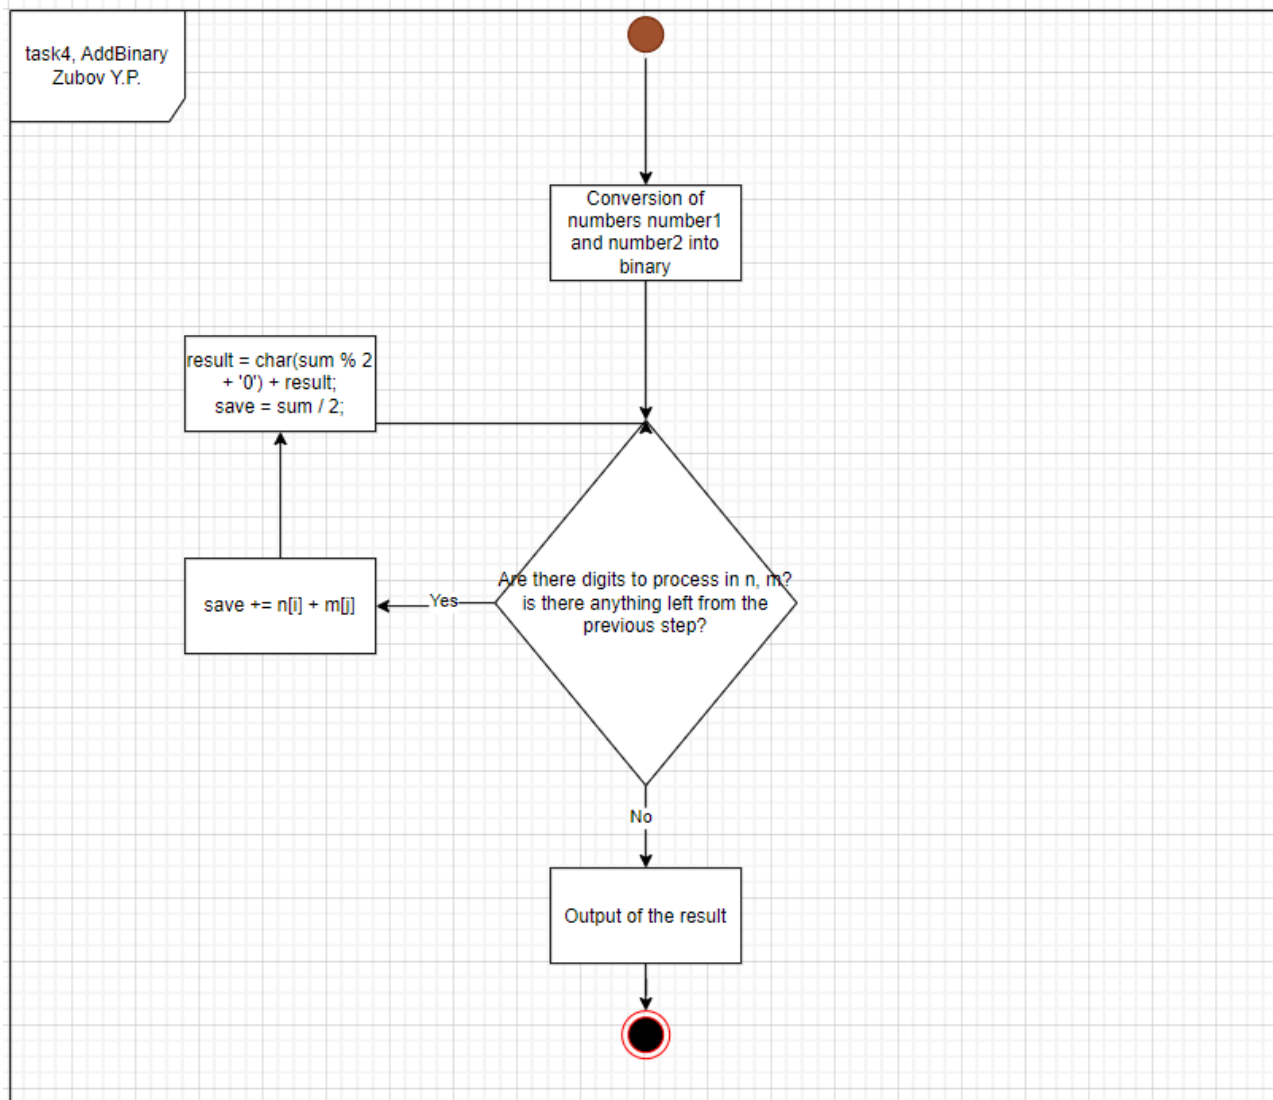 task4, AddBinary
Zubov Y.P.
Conversion of
numbers number1
and number2 into
binary
result = char(sum % 2
+ '0') + result;
save = sum / 2;
Are there digits to process in n, m?
is there anything left from the
previous step?
Yes
save += n[i] + m[j]
No
Output of the result